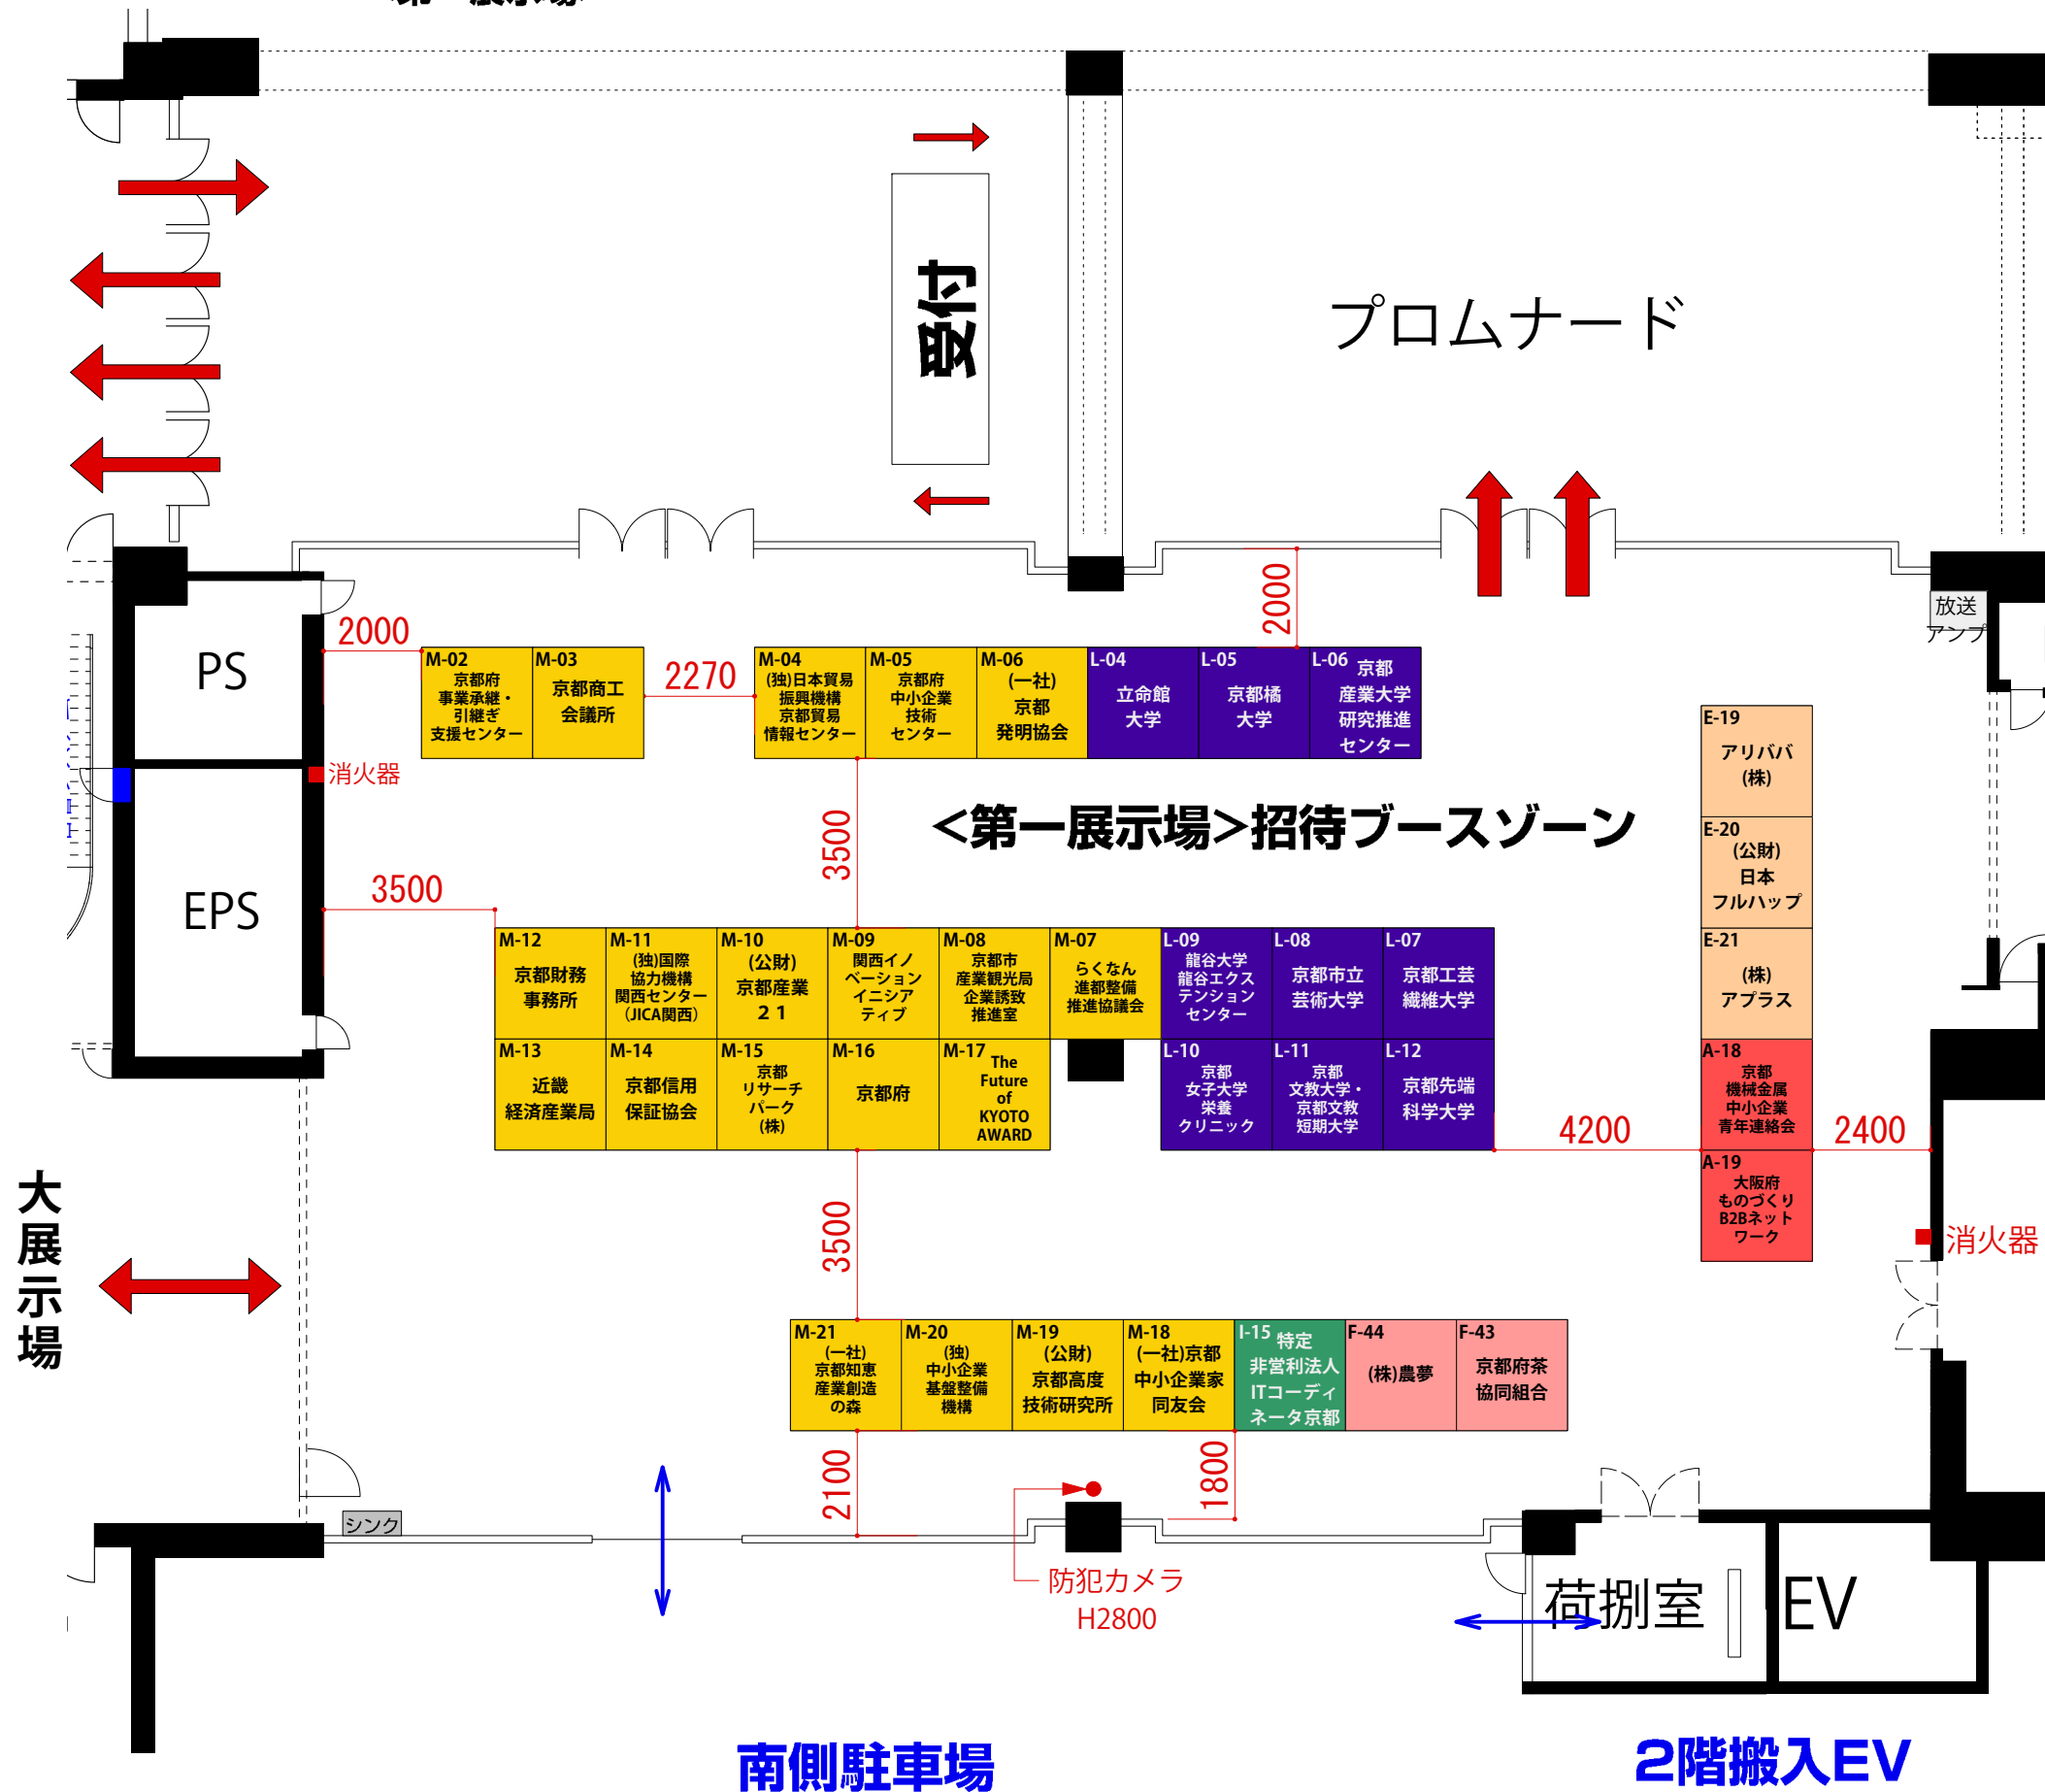 受付
プロムナード
放送
アンプ
PS
2000
2270
2000
M-02
京都府
事業承継・
引継ぎ
支援センター
M-03
京都商工
会議所
M-04
(独)日本貿易
振興機構
京都貿易
情報センター
M-05
京都府
中小企業
技術
センター
M-06
(一社)
京都
発明協会
L-04
立命館
大学
L-05
京都橘
大学
L-06 京都
産業大学
研究推進
センター
E-19
アリババ
(株)
E-20
(公財)
日本
フルハップ
E-21
(株)
アプラス
A-18
京都
機械金属
中小企業
青年連絡会
A-19
大阪府
ものづくり
B2Bネット
ワーク
消火器
3500
<第一展示場>招待ブースゾーン
EPS
3500
M-12
京都財務
事務所
M-11
(独)国際
協力機構
関西センター
(JICA関西)
M-10
(公財)
京都産業
21
M-09
関西イノ
ベーション
イニシア
ティブ
M-08
京都市
産業観光局
企業誘致
推進室
M-07
らくなん
進都整備
推進協議会
L-09
龍谷大学
龍谷エクス
テンション
センター
L-08
京都市立
芸術大学
L-07
京都工芸
繊維大学
M-13
近畿
経済産業局
M-14
京都信用
保証協会
M-15
京都
リサーチ
パーク
(株)
M-16
京都府
M-17 The
Future
of
KYOTO
AWARD
L-10
京都
女子大学
栄養
クリニック
L-11
京都
文教大学・
京都文教
短期大学
L-12
京都先端
科学大学
4200
2400
大展示場
3500
消火器
M-21
(一社)
京都知恵
産業創造
の森
M-20
(独)
中小企業
基盤整備
機構
M-19
(公財)
京都高度
技術研究所
M-18
(一社)京都
中小企業家
同友会
I-15 特定
非営利法人
ITコーディ
ネータ京都
F-44
(株)農夢
F-43
京都府茶
協同組合
2100
1800
シンク
防犯カメラ
H2800
荷捌室
EV
南側駐車場
2階搬入EV